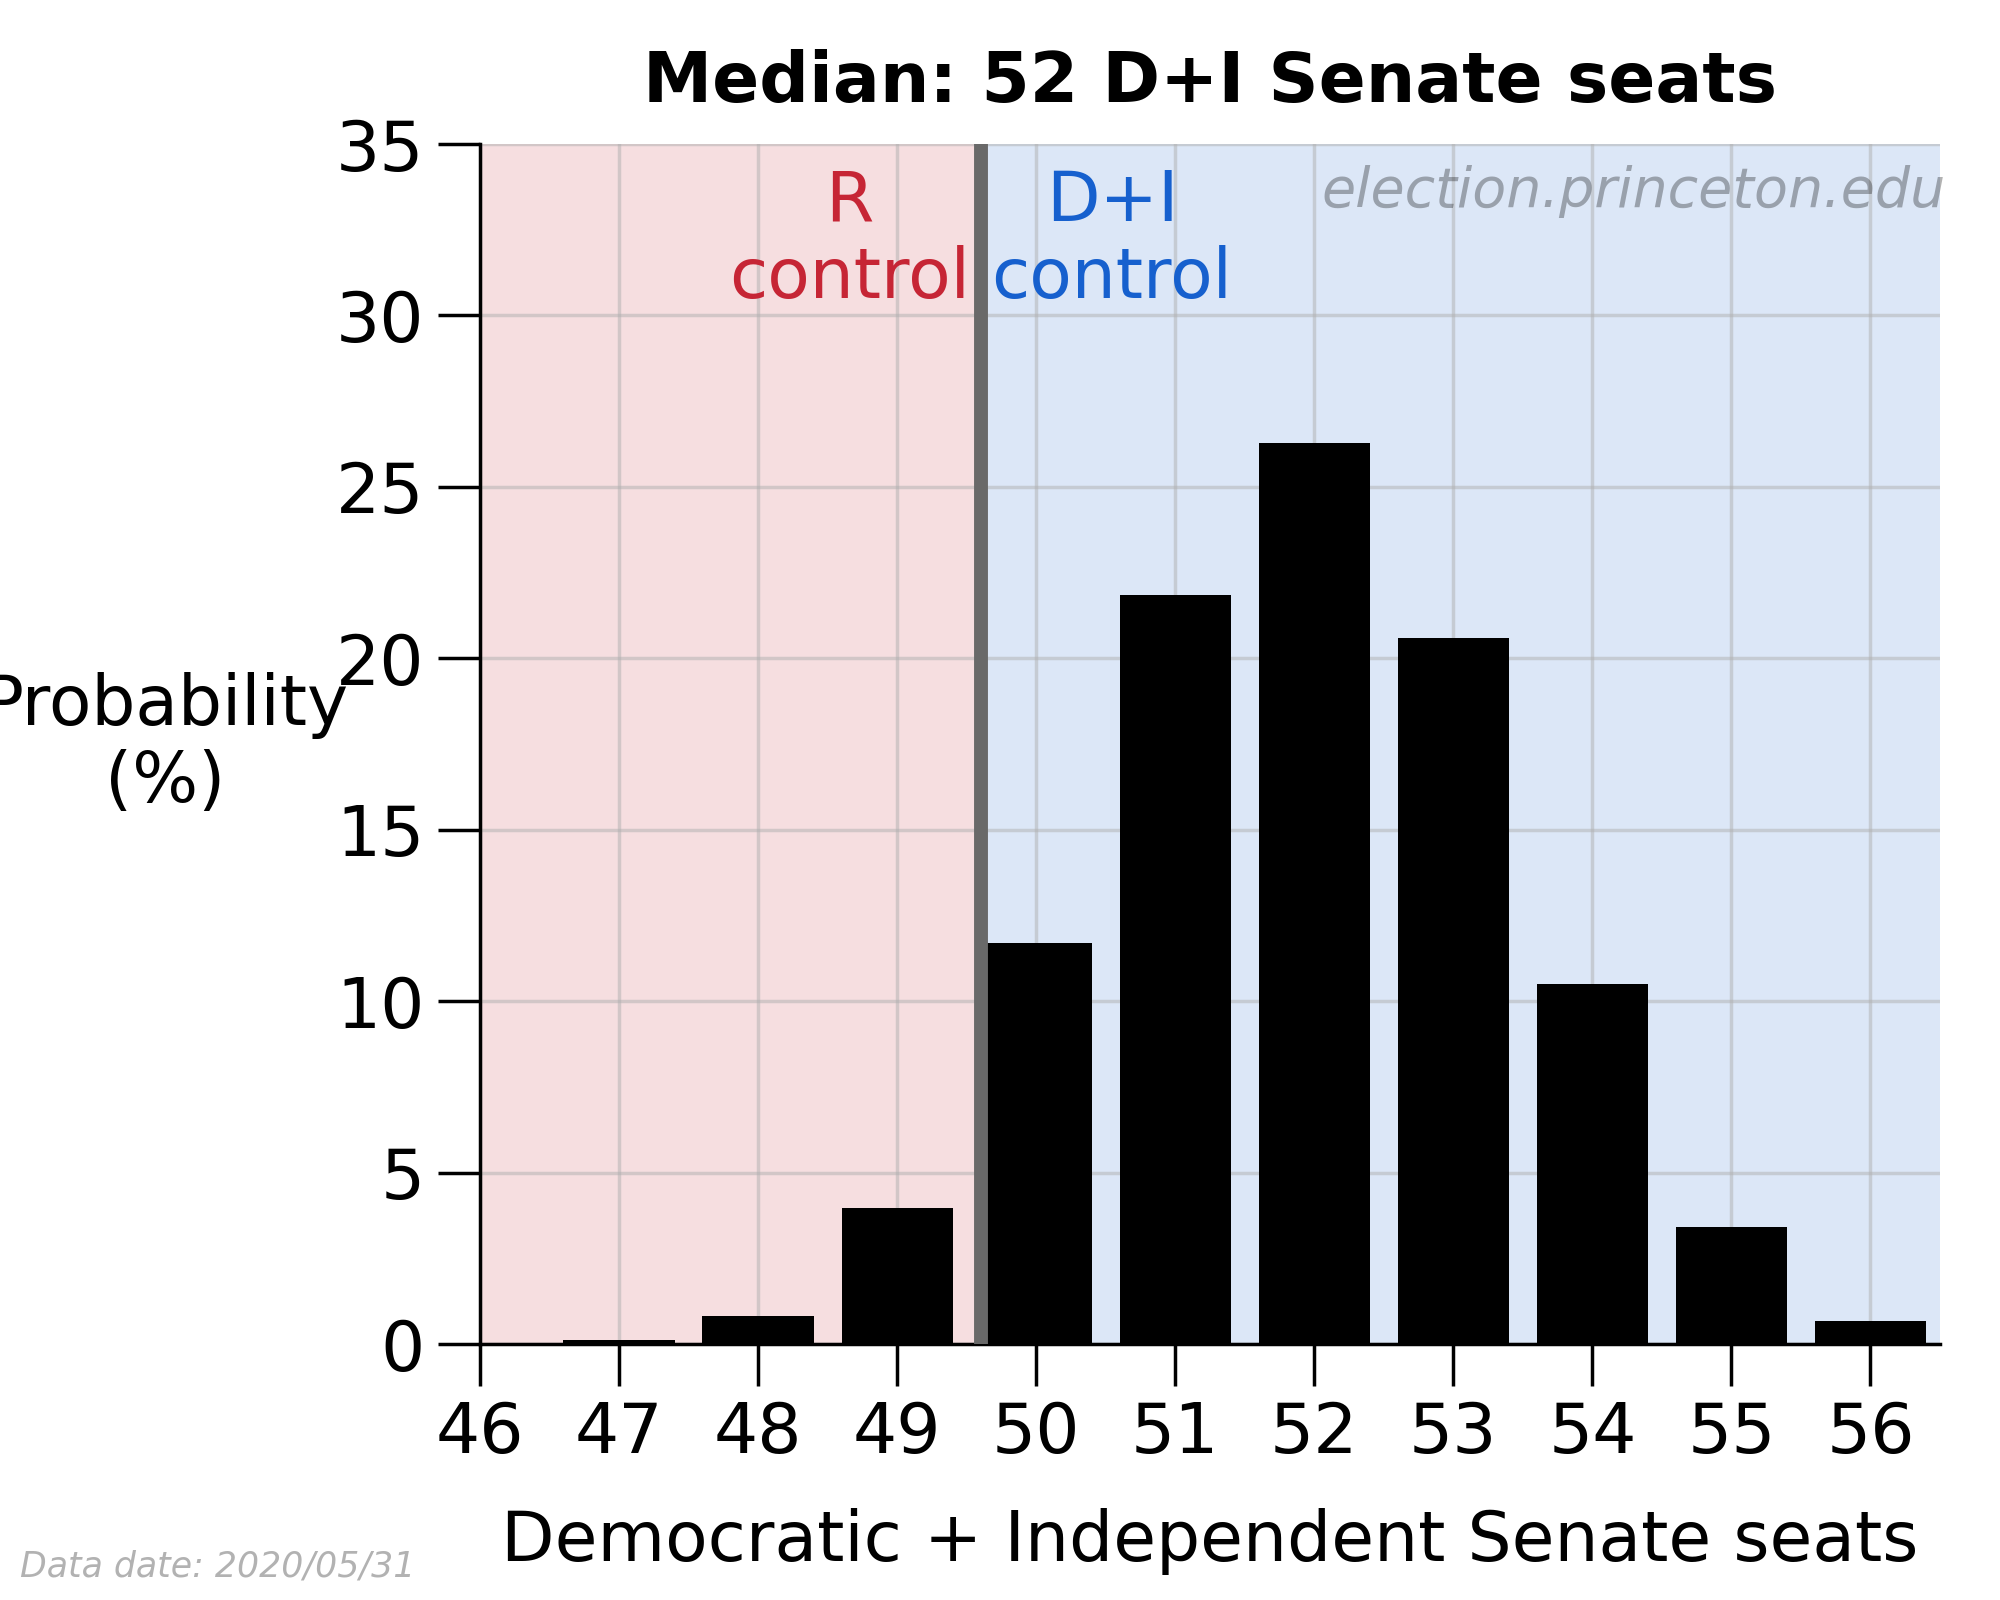 Median: 52 D+I Senate seats
35
30
25
20
15
10
5
0
Probability
(%)
R
control
D+I
control
election.princeton.edu
46 47 48 49 50 51 52 53 54 55 56
Democratic + Independent Senate seats
Data date: 2020/05/31